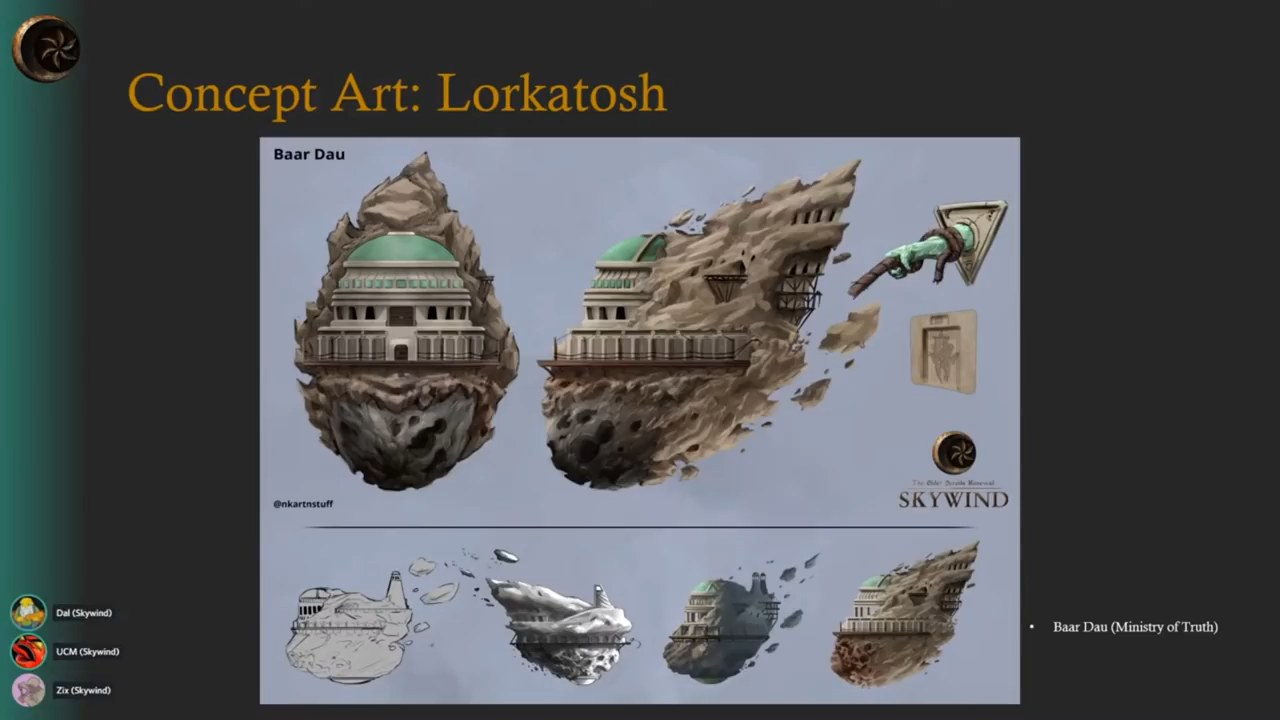 Concept Art: Lorkatosh
Baar Dau
@nkartnstuff
The Elder Scrolls Renewal
SKYWIND
Dal (Skywind)
UCM (Skywind)
Zix (Skywind)
• Baar Dau (Ministry of Truth)